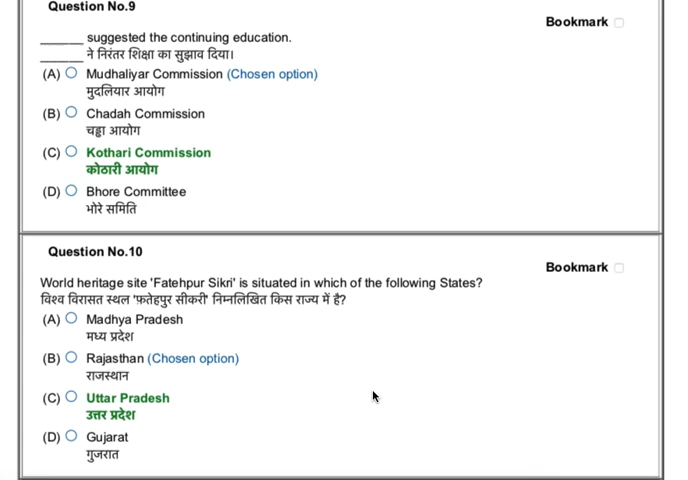 Question No.9
Bookmark
______ suggested the continuing education.
______ ने निरंतर शिक्षा का सुझाव दिया।
(A) Mudhaliyar Commission (Chosen option)
मुदलियार आयोग
(B) Chadah Commission
चड्ढा आयोग
(C) Kothari Commission
कोठारी आयोग
(D) Bhore Committee
भोरे समिति
Question No.10
Bookmark
World heritage site 'Fatehpur Sikri' is situated in which of the following States?
विश्व विरासत स्थल 'फ़तेहपुर सीकरी' निम्नलिखित किस राज्य में है?
(A) Madhya Pradesh
मध्य प्रदेश
(B) Rajasthan (Chosen option)
राजस्थान
(C) Uttar Pradesh
उत्तर प्रदेश
(D) Gujarat
गुजरात